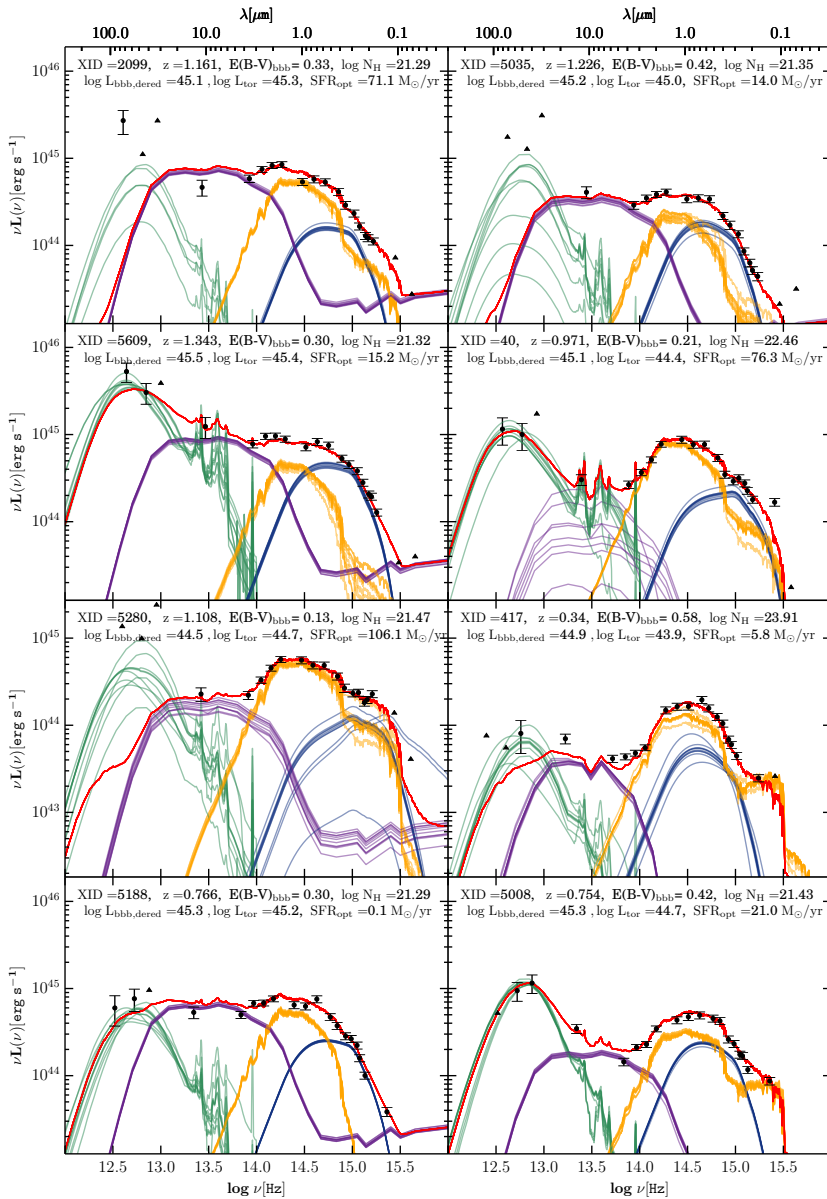 λ[μm] λ[μm]
100.0 10.0 1.0 0.1 100.0 10.0 1.0 0.1
XID =2099, z =1.161, E(B-V)bbb= 0.33, log NH =21.29
log Lbbb,dered =45.1 , log Ltor =45.3, SFRopt =71.1 M⊙/yr
XID =5035, z =1.226, E(B-V)bbb= 0.42, log NH =21.35
log Lbbb,dered =45.2 , log Ltor =45.0, SFRopt =14.0 M⊙/yr
10^46
10^45
10^44
νL(ν)[erg s⁻¹]
XID =5609, z =1.343, E(B-V)bbb= 0.30, log NH =21.32
log Lbbb,dered =45.5 , log Ltor =45.4, SFRopt =15.2 M⊙/yr
XID =40, z =0.971, E(B-V)bbb= 0.21, log NH =22.46
log Lbbb,dered =45.1 , log Ltor =44.4, SFRopt =76.3 M⊙/yr
10^46
10^45
10^44
νL(ν)[erg s⁻¹]
XID =5280, z =1.108, E(B-V)bbb= 0.13, log NH =21.47
log Lbbb,dered =44.5 , log Ltor =44.7, SFRopt =106.1 M⊙/yr
XID =417, z =0.34, E(B-V)bbb= 0.58, log NH =23.91
log Lbbb,dered =44.9 , log Ltor =43.9, SFRopt =5.8 M⊙/yr
10^45
10^44
10^43
νL(ν)[erg s⁻¹]
XID =5188, z =0.766, E(B-V)bbb= 0.30, log NH =21.29
log Lbbb,dered =45.3 , log Ltor =45.2, SFRopt =0.1 M⊙/yr
XID =5008, z =0.754, E(B-V)bbb= 0.42, log NH =21.43
log Lbbb,dered =45.3 , log Ltor =44.7, SFRopt =21.0 M⊙/yr
10^46
10^45
10^44
νL(ν)[erg s⁻¹]
12.5 13.0 13.5 14.0 14.5 15.0 15.5 12.5 13.0 13.5 14.0 14.5 15.0 15.5
log ν[Hz] log ν[Hz]